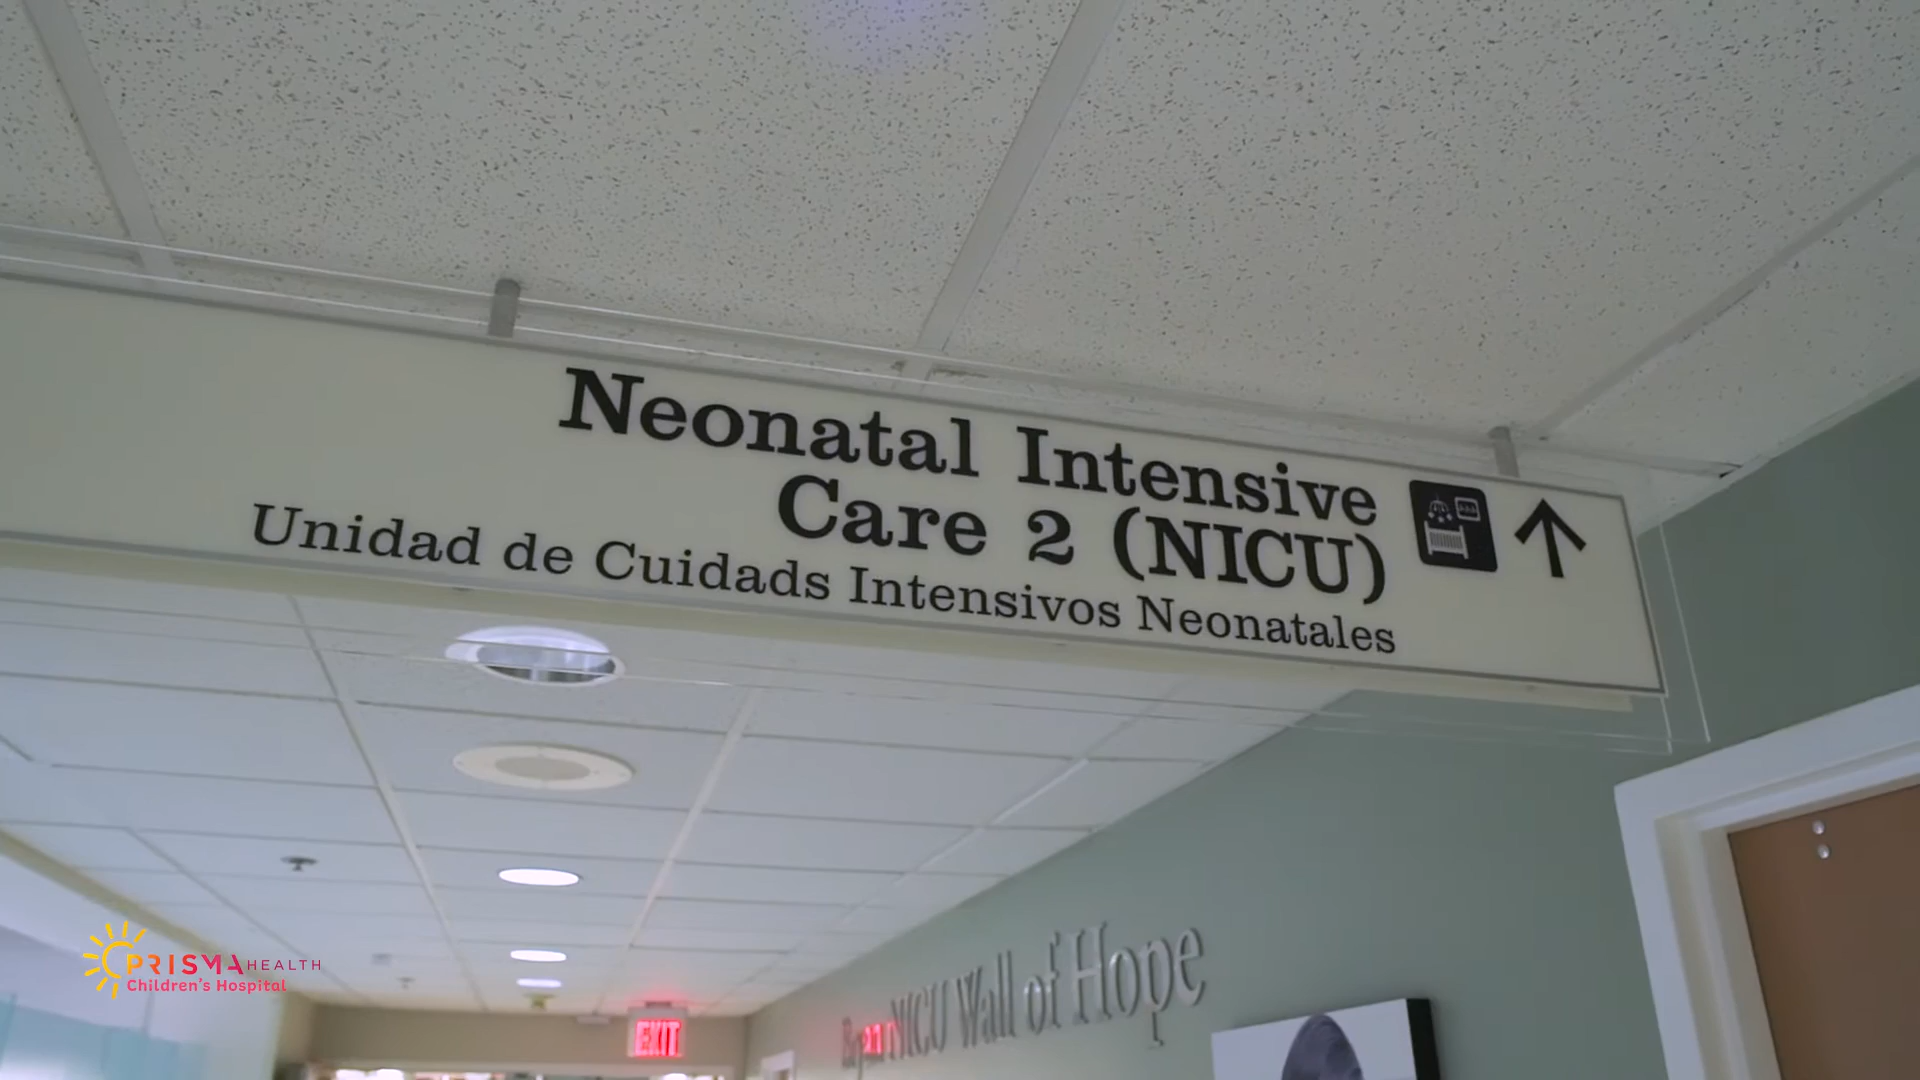 Neonatal Intensive
Care 2 (NICU)
Unidad de Cuidads Intensivos Neonatales
PRISMA HEALTH
Children's Hospital
EXIT
NICU Wall of Hope